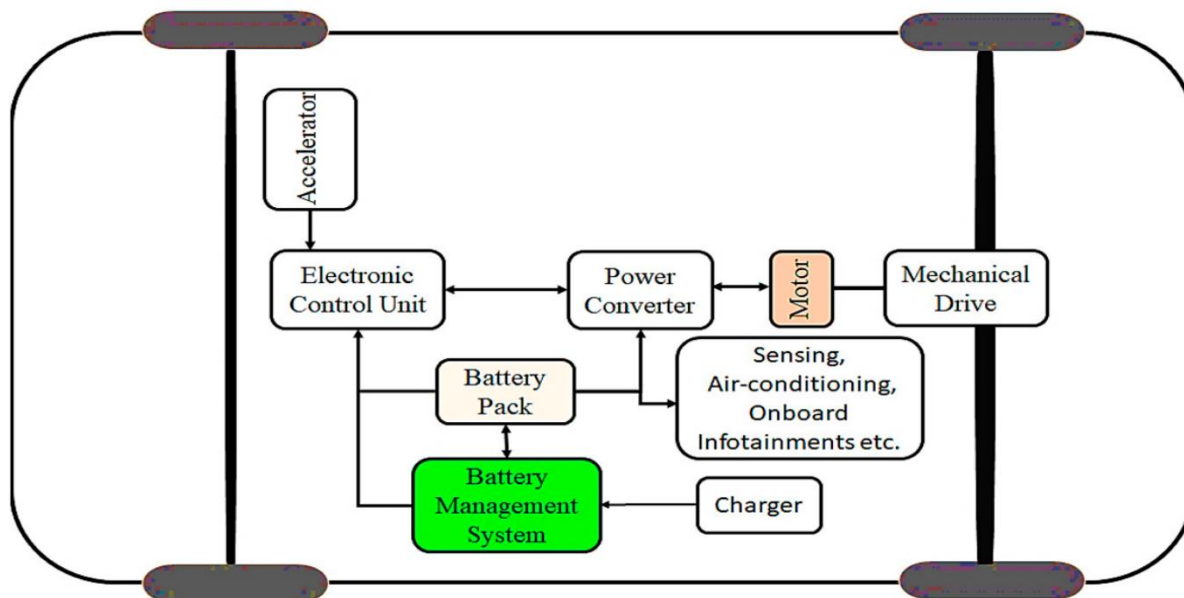 Accelerator
Electronic
Control Unit
Power
Converter
Motor
Mechanical
Drive
Battery
Pack
Sensing,
Air-conditioning,
Onboard
Infotainments etc.
Battery
Management
System
Charger